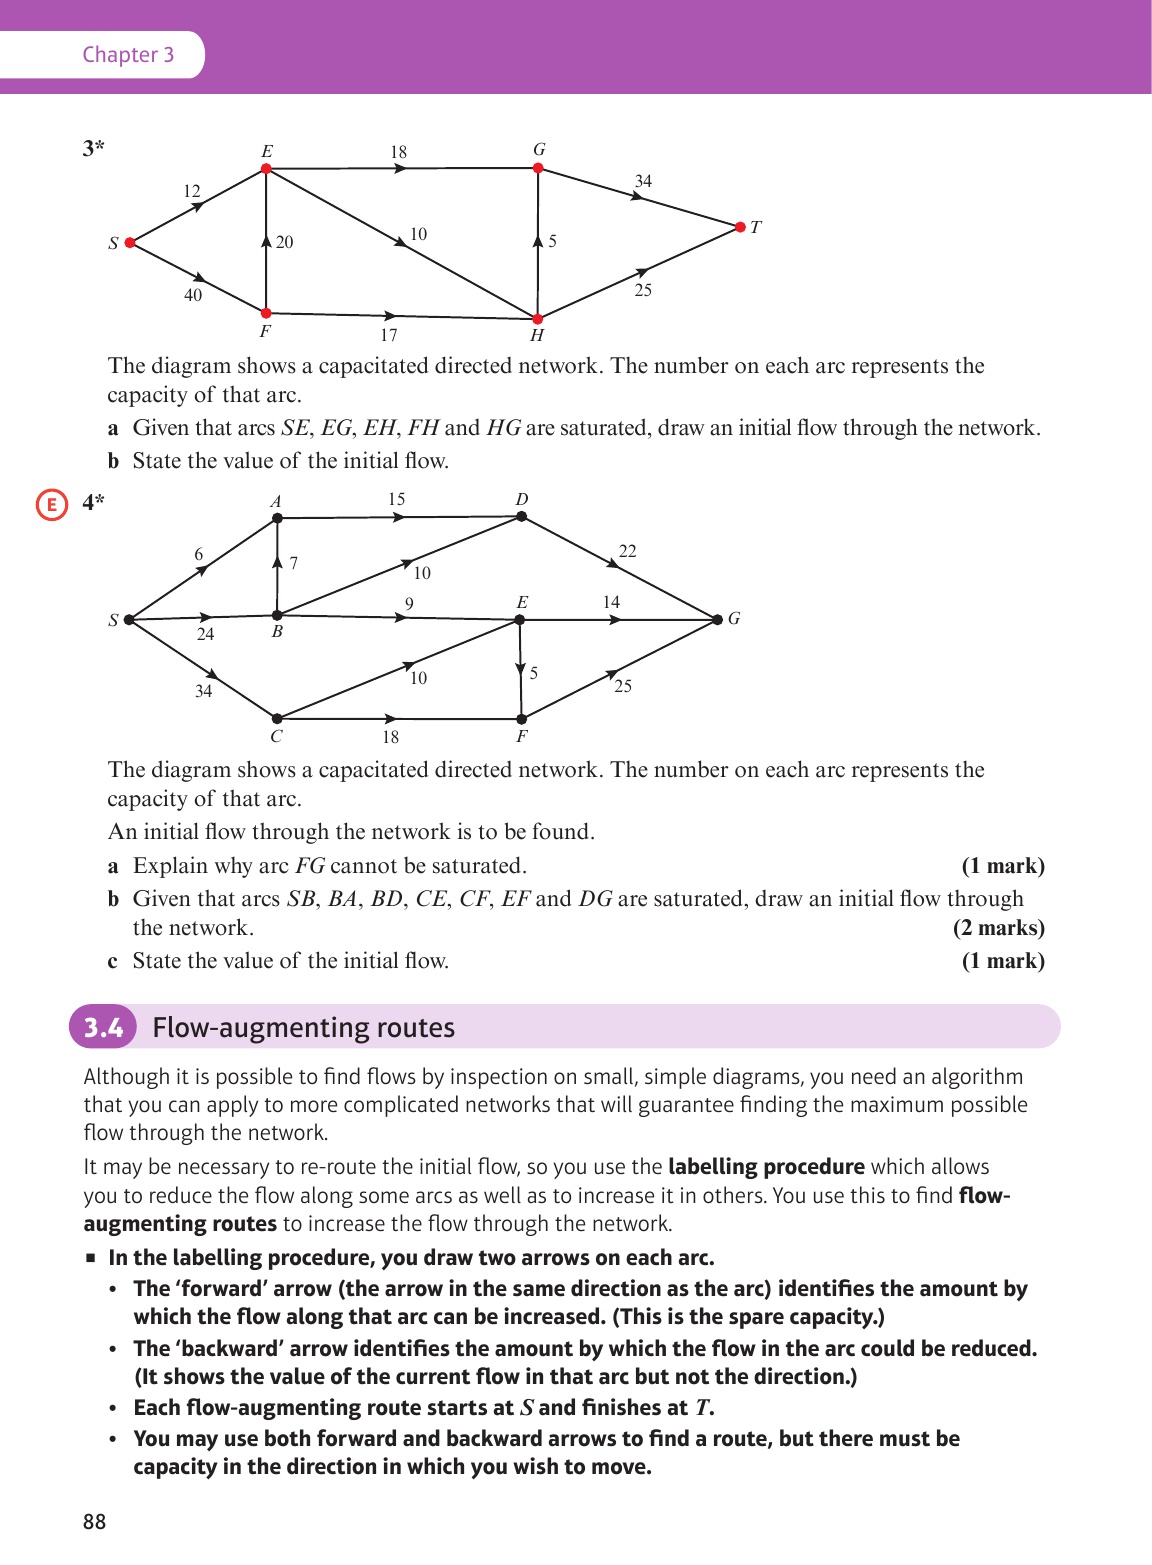 Chapter 3
3*
E
18
G
12
34
S
20
10
5
T
40
25
F
17
H
The diagram shows a capacitated directed network. The number on each arc represents the
capacity of that arc.
a Given that arcs SE, EG, EH, FH and HG are saturated, draw an initial flow through the network.
b State the value of the initial flow.
E
4*
A
15
D
6
7
10
22
S
24
B
9
E
14
G
34
10
5
25
C
18
F
The diagram shows a capacitated directed network. The number on each arc represents the
capacity of that arc.
An initial flow through the network is to be found.
a Explain why arc FG cannot be saturated. (1 mark)
b Given that arcs SB, BA, BD, CE, CF, EF and DG are saturated, draw an initial flow through
the network. (2 marks)
c State the value of the initial flow. (1 mark)
3.4 Flow-augmenting routes
Although it is possible to find flows by inspection on small, simple diagrams, you need an algorithm
that you can apply to more complicated networks that will guarantee finding the maximum possible
flow through the network.
It may be necessary to re-route the initial flow, so you use the labelling procedure which allows
you to reduce the flow along some arcs as well as to increase it in others. You use this to find flow-
augmenting routes to increase the flow through the network.
■ In the labelling procedure, you draw two arrows on each arc.
• The ‘forward’ arrow (the arrow in the same direction as the arc) identifies the amount by
which the flow along that arc can be increased. (This is the spare capacity.)
• The ‘backward’ arrow identifies the amount by which the flow in the arc could be reduced.
(It shows the value of the current flow in that arc but not the direction.)
• Each flow-augmenting route starts at S and finishes at T.
• You may use both forward and backward arrows to find a route, but there must be
capacity in the direction in which you wish to move.
88